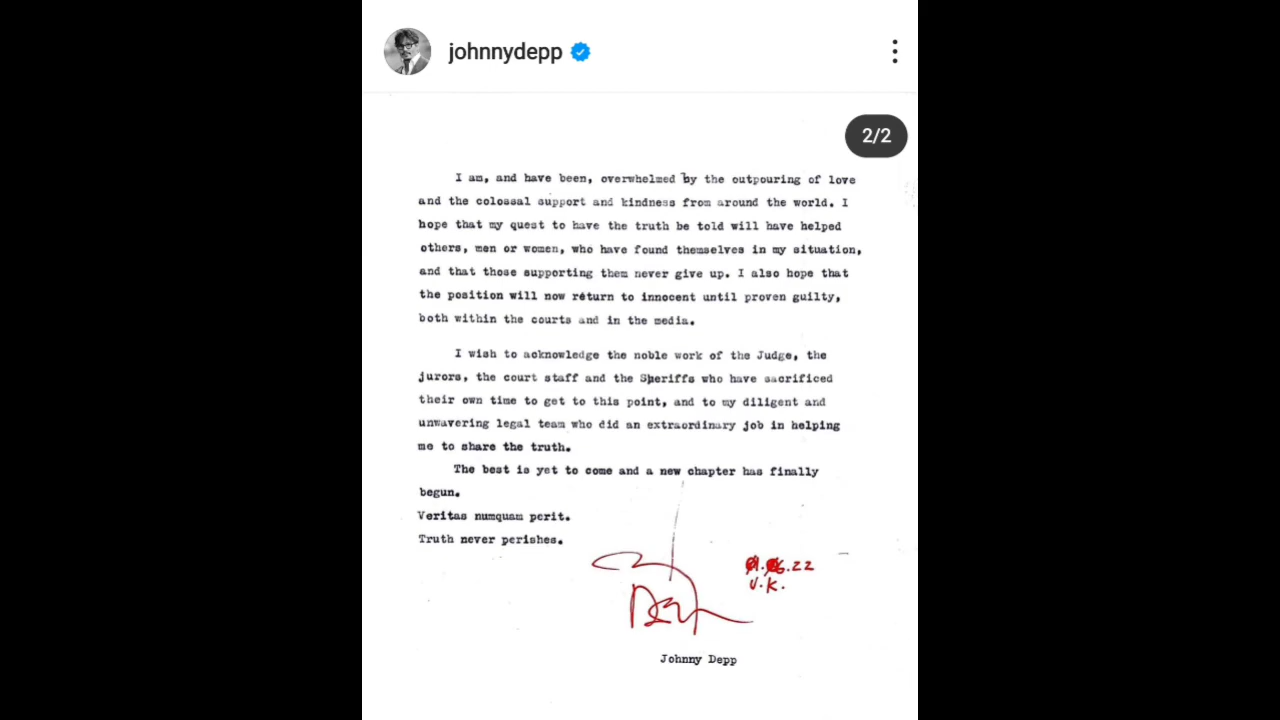 johnnydepp
2/2
I am, and have been, overwhelmed by the outpouring of love
and the colossal support and kindness from around the world. I
hope that my quest to have the truth be told will have helped
others, men or women, who have found themselves in my situation,
and that those supporting them never give up. I also hope that
the position will now return to innocent until proven guilty,
both within the courts and in the media.
I wish to acknowledge the noble work of the Judge, the
jurors, the court staff and the Sheriffs who have sacrificed
their own time to get to this point, and to my diligent and
unwavering legal team who did an extraordinary job in helping
me to share the truth.
The best is yet to come and a new chapter has finally
begun.
Veritas numquam perit.
Truth never perishes.
01.06.22
U.K.
Johnny Depp